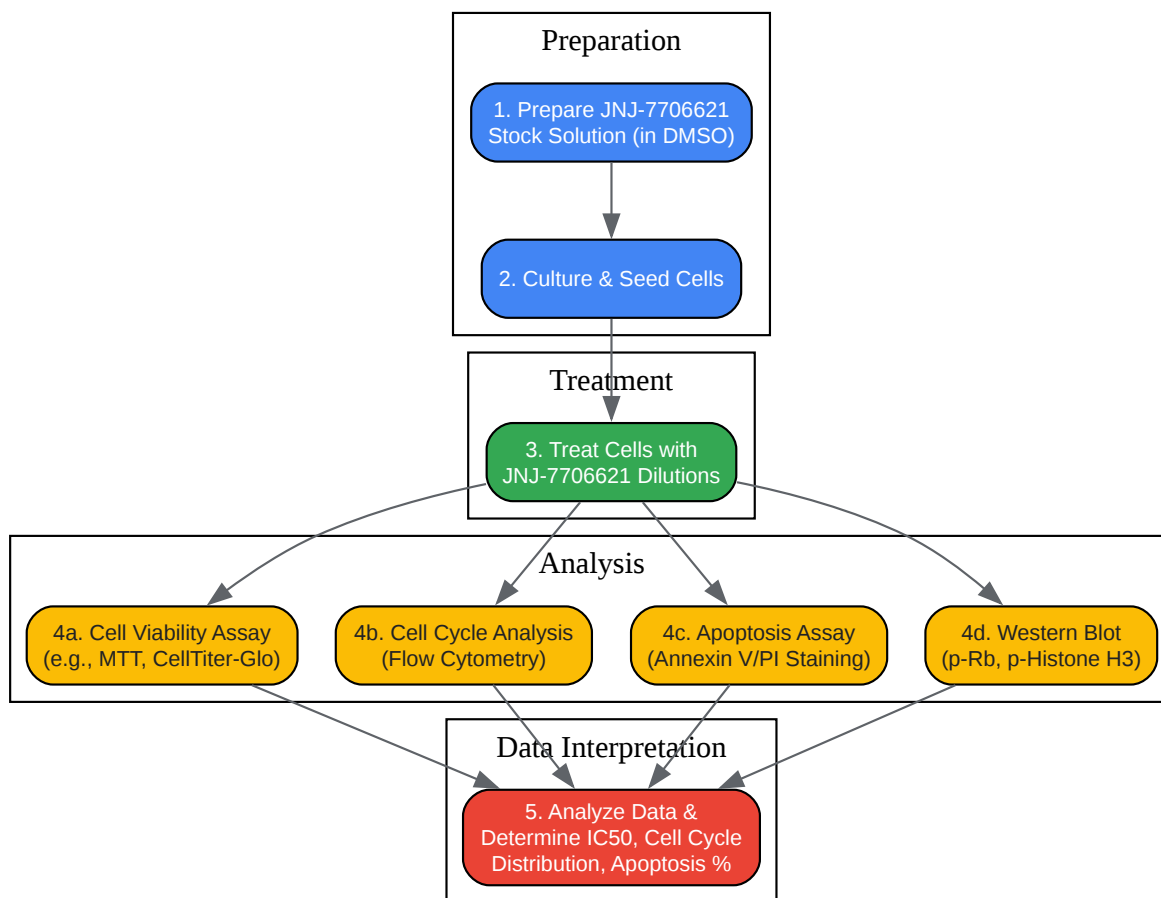 Preparation
1. Prepare JNJ-7706621
Stock Solution (in DMSO)
2. Culture & Seed Cells
Treatment
3. Treat Cells with
JNJ-7706621 Dilutions
Analysis
4a. Cell Viability Assay
(e.g., MTT, CellTiter-Glo)
4b. Cell Cycle Analysis
(Flow Cytometry)
4c. Apoptosis Assay
(Annexin V/PI Staining)
4d. Western Blot
(p-Rb, p-Histone H3)
Data Interpretation
5. Analyze Data &
Determine IC50, Cell Cycle
Distribution, Apoptosis %